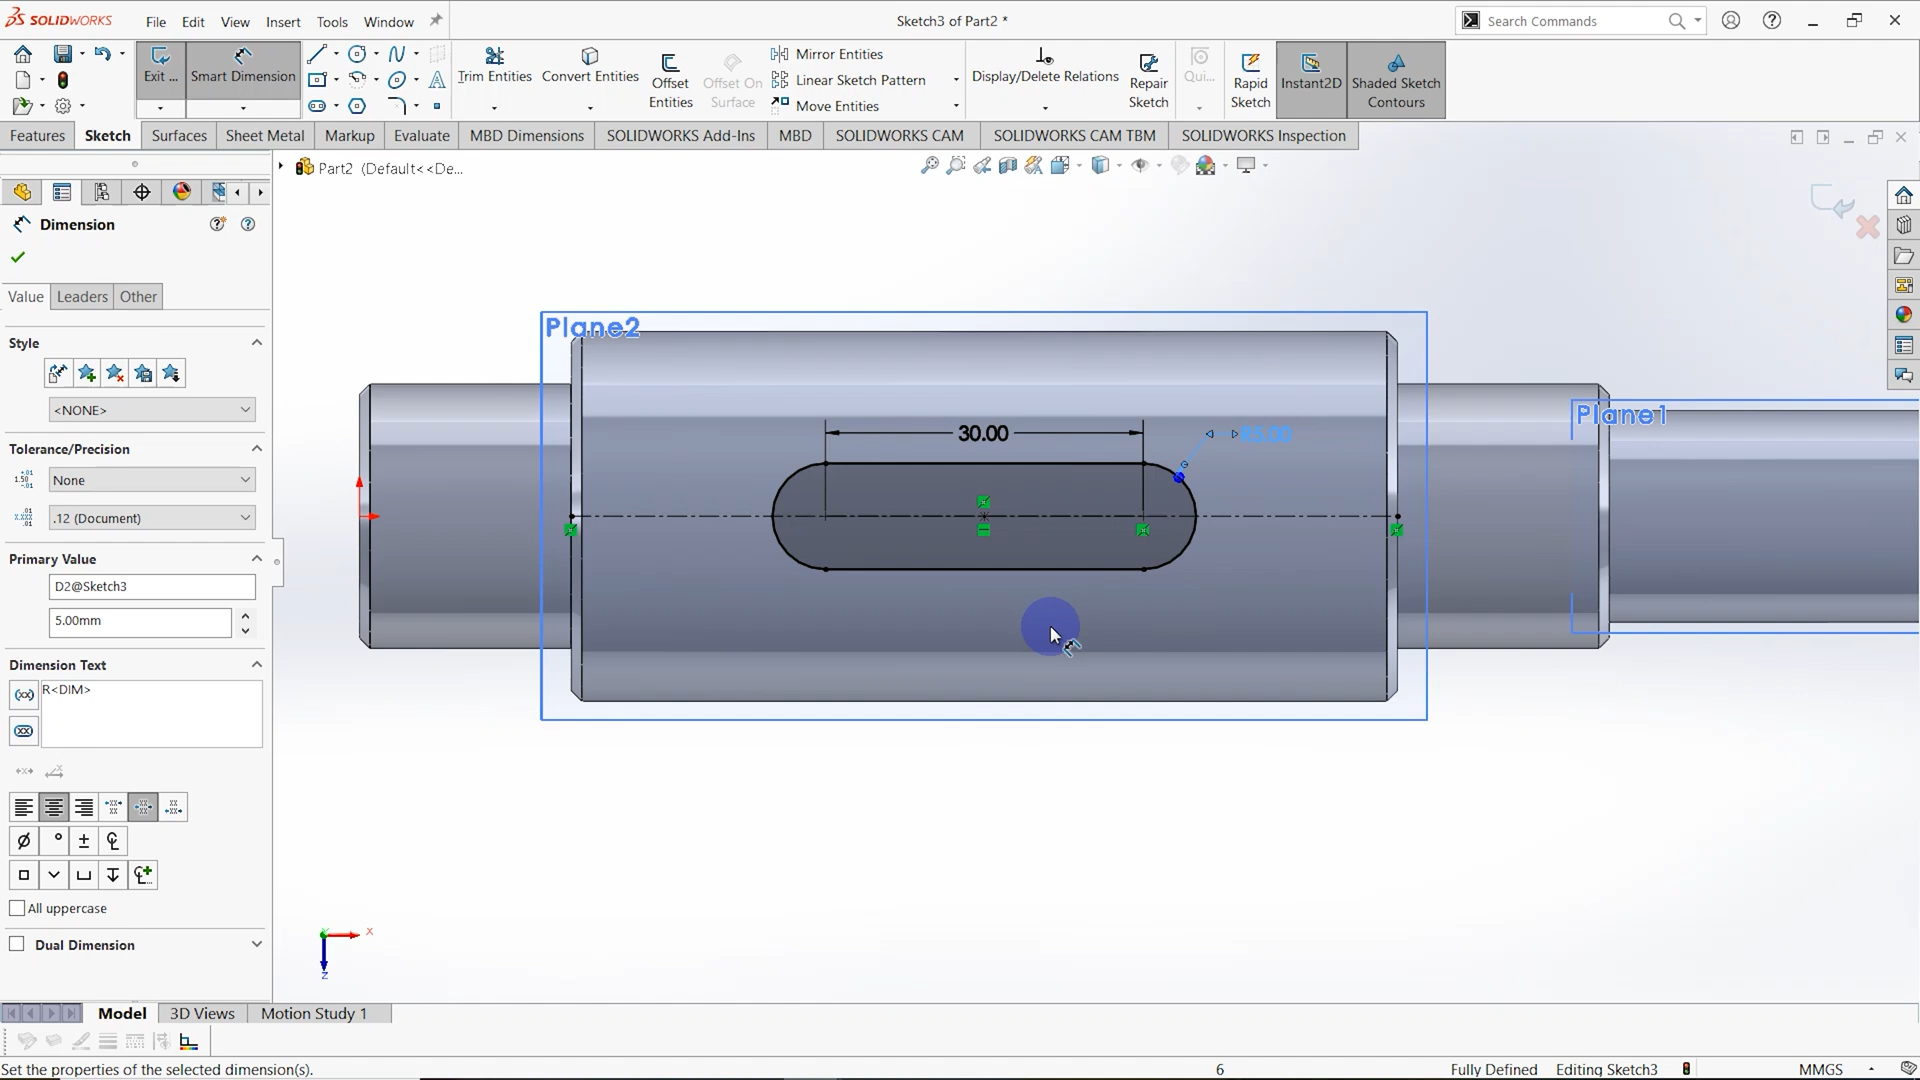 SOLIDWORKS
File Edit View Insert Tools Window
Sketch3 of Part2 *
Search Commands
Exit ...
Smart Dimension
Trim Entities
Convert Entities
Offset Entities
Offset On Surface
Mirror Entities
Linear Sketch Pattern
Move Entities
Display/Delete Relations
Repair Sketch
Qui...
Rapid Sketch
Instant2D
Shaded Sketch Contours
Features Sketch Surfaces Sheet Metal Markup Evaluate MBD Dimensions SOLIDWORKS Add-Ins MBD SOLIDWORKS CAM SOLIDWORKS CAM TBM SOLIDWORKS Inspection
Part2 (Default<<De...
Dimension
Value Leaders Other
Style
<NONE>
Tolerance/Precision
None
.12 (Document)
Primary Value
D2@Sketch3
5.00mm
Dimension Text
R<DIM>
All uppercase
Dual Dimension
Plane2
Plane1
30.00
R5.00
X
Z
Model 3D Views Motion Study 1
Set the properties of the selected dimension(s).
6
Fully Defined
Editing Sketch3
MMGS